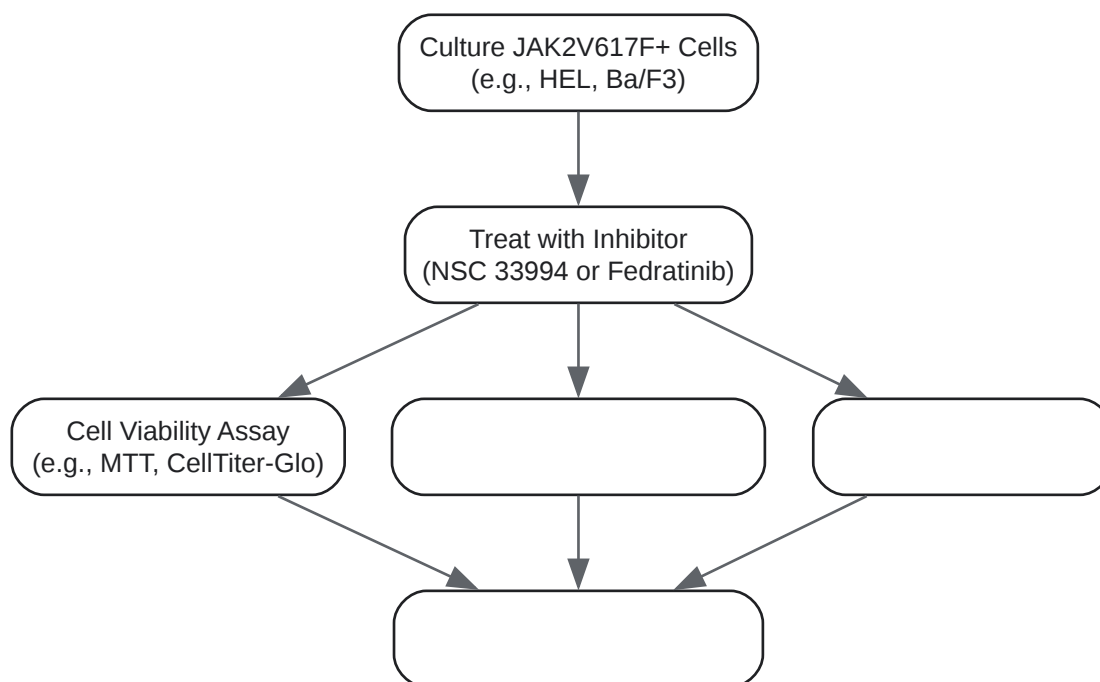 Culture JAK2V617F+ Cells
(e.g., HEL, Ba/F3)
Treat with Inhibitor
(NSC 33994 or Fedratinib)
Cell Viability Assay
(e.g., MTT, CellTiter-Glo)